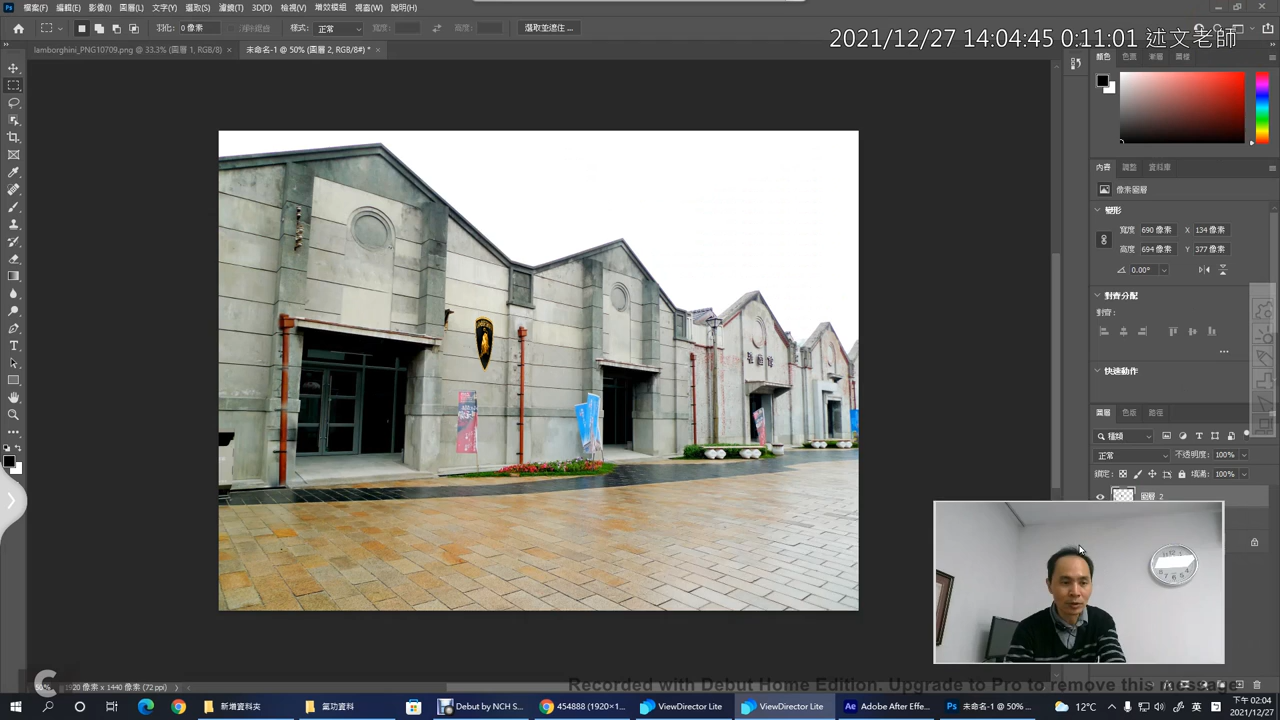 檔案(F) 編輯(E) 影像(I) 圖層(L) 文字(Y) 選取(S) 濾鏡(T) 3D(D) 檢視(V) 增效模組 視窗(W) 說明(H)
羽化: 0 像素 消除鋸齒 樣式: 正常 寬度: 高度: 選取並遮住...
lamborghini_PNG10709.png @ 33.3% (圖層 1, RGB/8) 未命名-1 @ 50% (圖層 2, RGB/8#) *
2021/12/27 14:04:45 0:11:01 述文老師
顏色 色票 漸層 圖樣
內容 調整 資料庫
像素圖層
變形
寬度 690 像素 X 134 像素
高度 694 像素 Y 377 像素
0.00°
對齊分配
對齊:
快速動作
圖層 色版 路徑
種類
正常 不透明度: 100%
鎖定: 填滿: 100%
圖層 2
50% 1920 像素 x 1440 像素 (72 ppi)
Recorded with Debut Home Edition. Upgrade to Pro to remove this message
新增資料夾 氣功資料 Debut by NCH S... 454888 (1920×1... ViewDirector Lite ViewDirector Lite Adobe After Effe... 未命名-1 @ 50%... 12°C 英 下午 02:04
2021/12/27